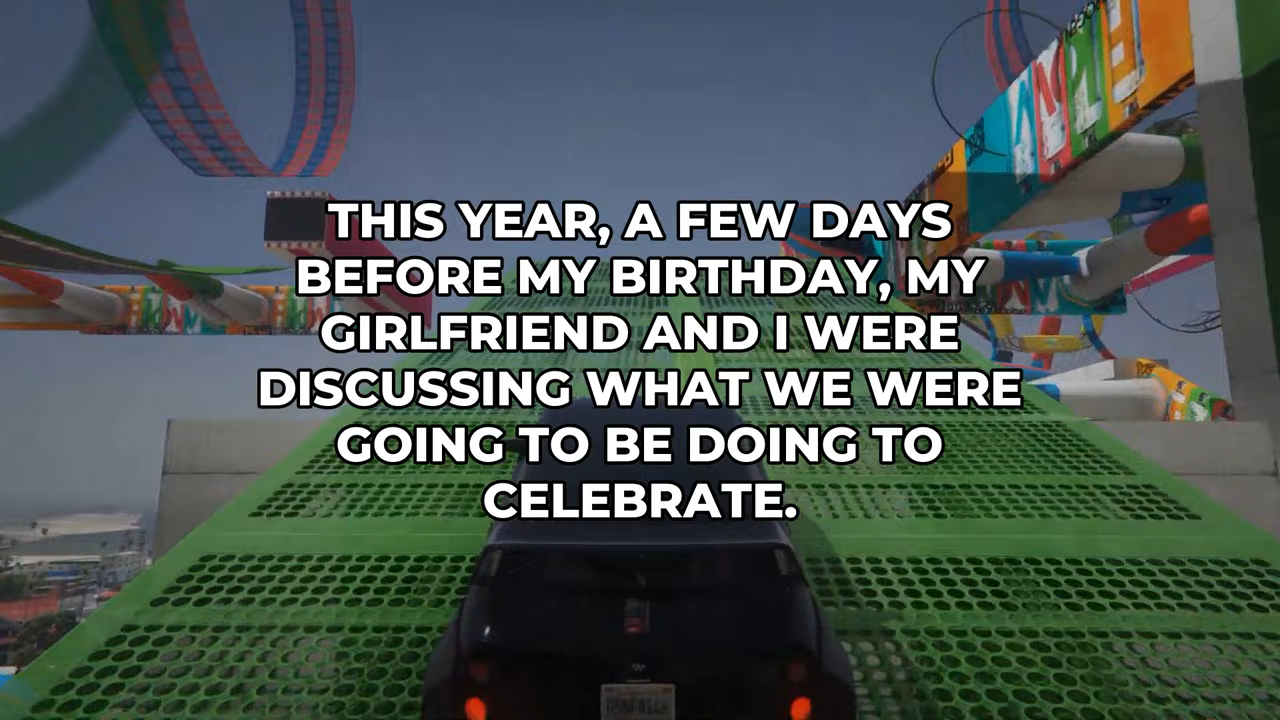 THIS YEAR, A FEW DAYS
BEFORE MY BIRTHDAY, MY
GIRLFRIEND AND I WERE
DISCUSSING WHAT WE WERE
GOING TO BE DOING TO
CELEBRATE.